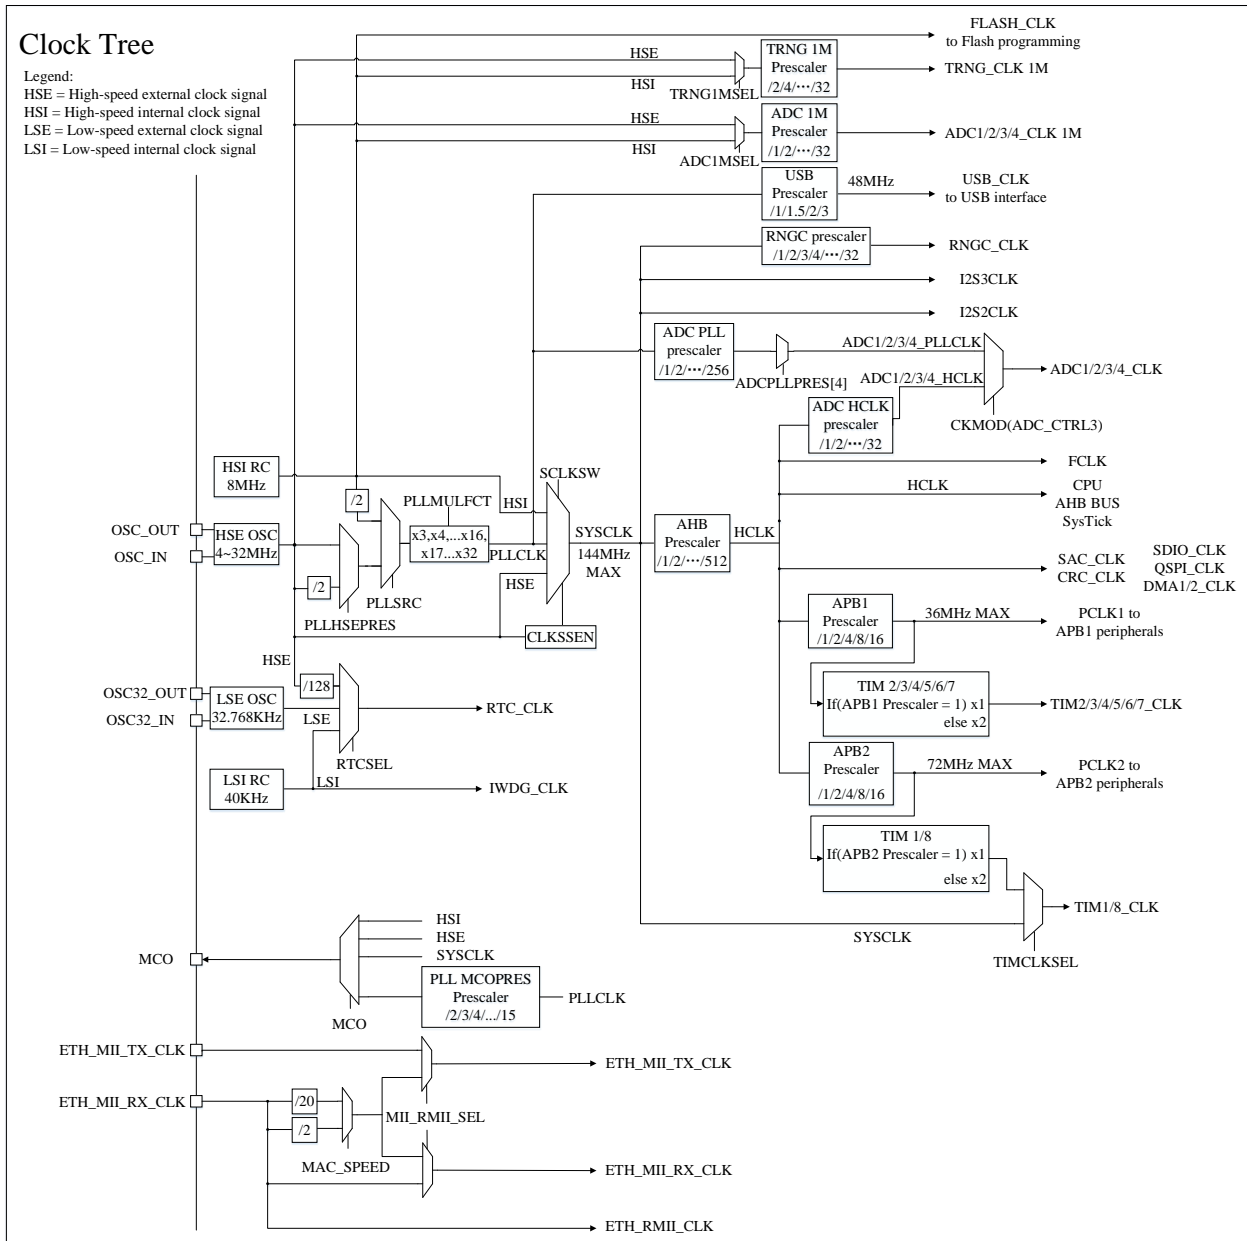 Clock Tree
Legend:
HSE = High-speed external clock signal
HSI = High-speed internal clock signal
LSE = Low-speed external clock signal
LSI = Low-speed internal clock signal
FLASH_CLK
to Flash programming
HSE
HSI
TRNG1MSEL
TRNG 1M
Prescaler
/2/4/···/32
TRNG_CLK 1M
HSE
HSI
ADC1MSEL
ADC 1M
Prescaler
/1/2/···/32
ADC1/2/3/4_CLK 1M
USB
Prescaler
/1/1.5/2/3
48MHz
USB_CLK
to USB interface
RNGC prescaler
/1/2/3/4/···/32
RNGC_CLK
I2S3CLK
I2S2CLK
ADC PLL
prescaler
/1/2/···/256
ADCPLLPRES[4]
ADC1/2/3/4_PLLCLK
ADC1/2/3/4_HCLK
ADC1/2/3/4_CLK
CKMOD(ADC_CTRL3)
ADC HCLK
prescaler
/1/2/···/32
HSI RC
8MHz
/2
OSC_OUT
OSC_IN
HSE OSC
4~32MHz
/2
PLLHSEPRES
PLLSRC
PLLMULFCT
x3,x4,...x16,
x17...x32
PLLCLK
HSI
HSE
SCLKSW
CLKSSEN
SYSCLK
144MHz
MAX
AHB
Prescaler
/1/2/···/512
HCLK
FCLK
HCLK
CPU
AHB BUS
SysTick
SAC_CLK
CRC_CLK
SDIO_CLK
QSPI_CLK
DMA1/2_CLK
APB1
Prescaler
/1/2/4/8/16
36MHz MAX
PCLK1 to
APB1 peripherals
TIM 2/3/4/5/6/7
If(APB1 Prescaler = 1) x1
else x2
TIM2/3/4/5/6/7_CLK
APB2
Prescaler
/1/2/4/8/16
72MHz MAX
PCLK2 to
APB2 peripherals
TIM 1/8
If(APB2 Prescaler = 1) x1
else x2
TIM1/8_CLK
SYSCLK
TIMCLKSEL
HSE
/128
OSC32_OUT
OSC32_IN
LSE OSC
32.768KHz
LSE
RTC_CLK
RTCSEL
LSI RC
40KHz
LSI
IWDG_CLK
MCO
HSI
HSE
SYSCLK
PLL MCOPRES
Prescaler
/2/3/4/.../15
PLLCLK
MCO
ETH_MII_TX_CLK
ETH_MII_TX_CLK
ETH_MII_RX_CLK
/20
/2
MAC_SPEED
MII_RMII_SEL
ETH_MII_RX_CLK
ETH_RMII_CLK